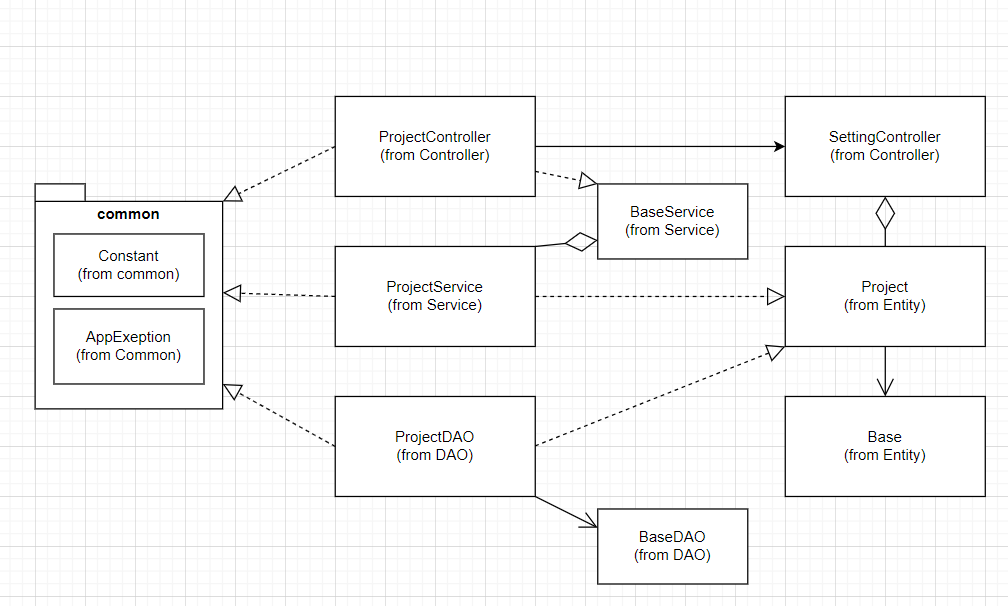 ProjectController
(from Controller)
SettingController
(from Controller)
common
BaseService
(from Service)
Constant
(from common)
ProjectService
(from Service)
Project
(from Entity)
AppExeption
(from Common)
ProjectDAO
(from DAO)
Base
(from Entity)
BaseDAO
(from DAO)